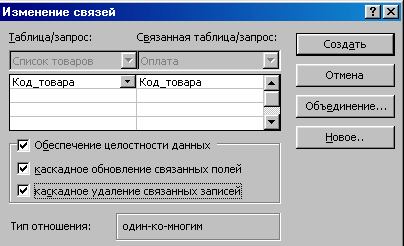 Изменение связей
Таблица/запрос: Связанная таблица/запрос:
Список товаров Оплата
Код_товара Код_товара
Обеспечение целостности данных
каскадное обновление связанных полей
каскадное удаление связанных записей
Тип отношения: один-ко-многим
Создать
Отмена
Объединение...
Новое..